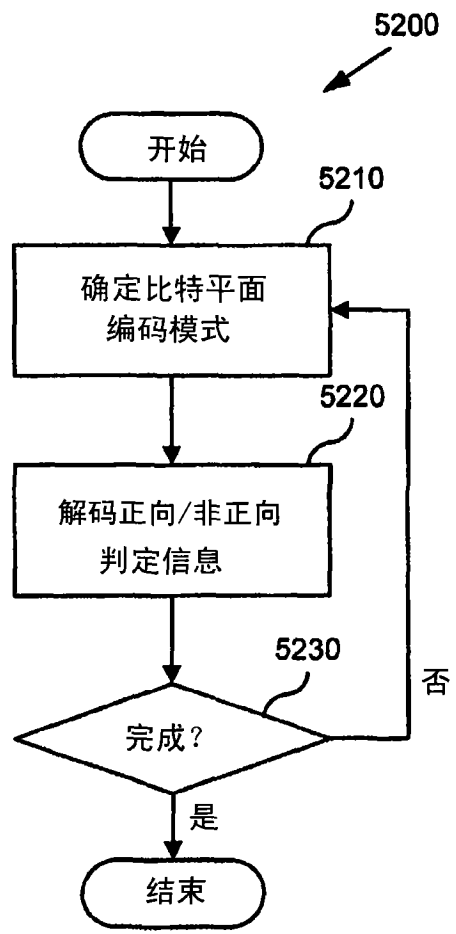 5200
开始
5210
确定比特平面
编码模式
5220
解码正向/非正向
判定信息
5230
完成?
否
是
结束